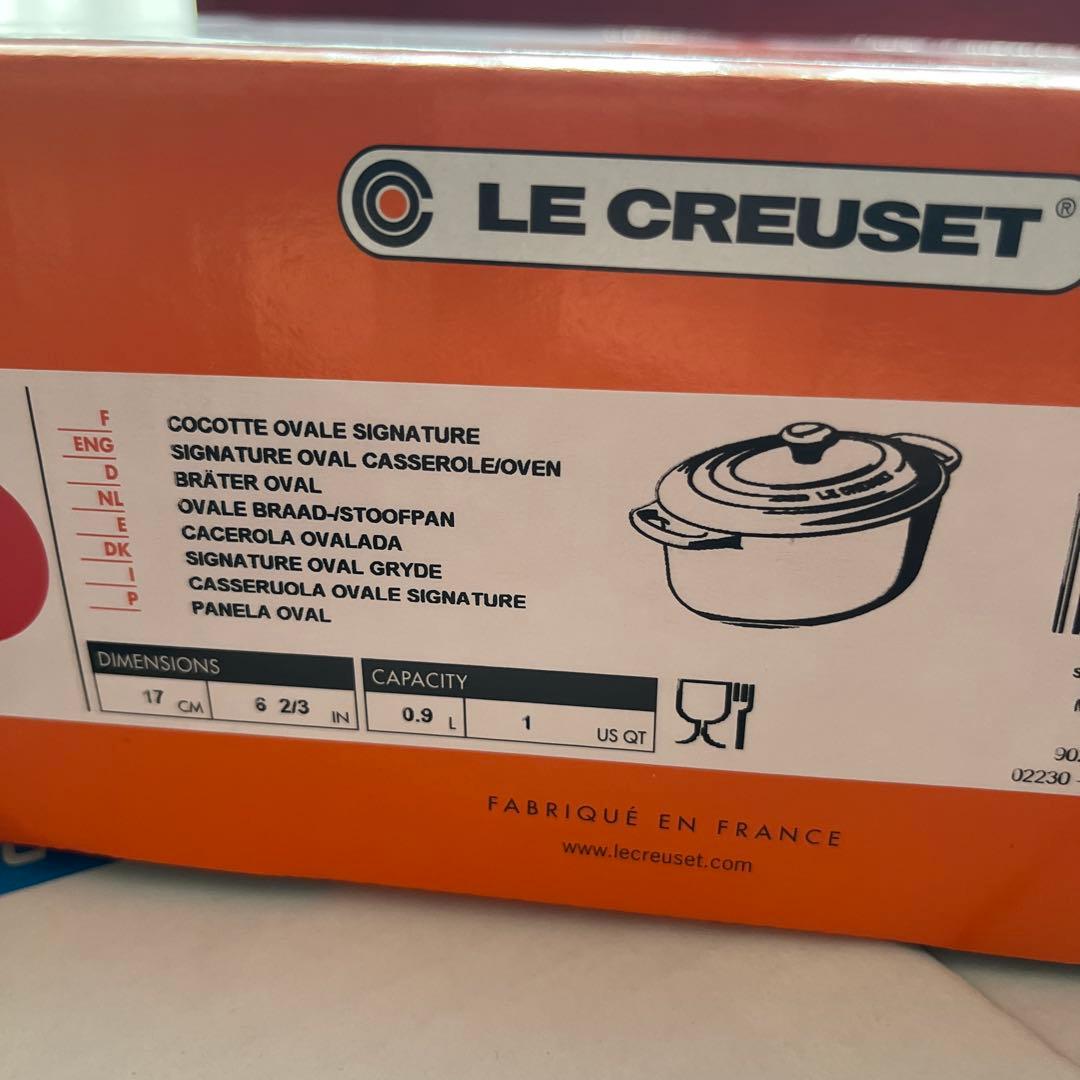 LE CREUSET ®
F COCOTTE OVALE SIGNATURE
ENG SIGNATURE OVAL CASSEROLE/OVEN
D BRÄTER OVAL
NL OVALE BRAAD-/STOOFPAN
E CACEROLA OVALADA
DK SIGNATURE OVAL GRYDE
I CASSERUOLA OVALE SIGNATURE
P PANELA OVAL
LE CREUSET
DIMENSIONS CAPACITY
17 CM 6 2/3 IN 0.9 L 1 US QT
02230 -
FABRIQUÉ EN FRANCE
www.lecreuset.com